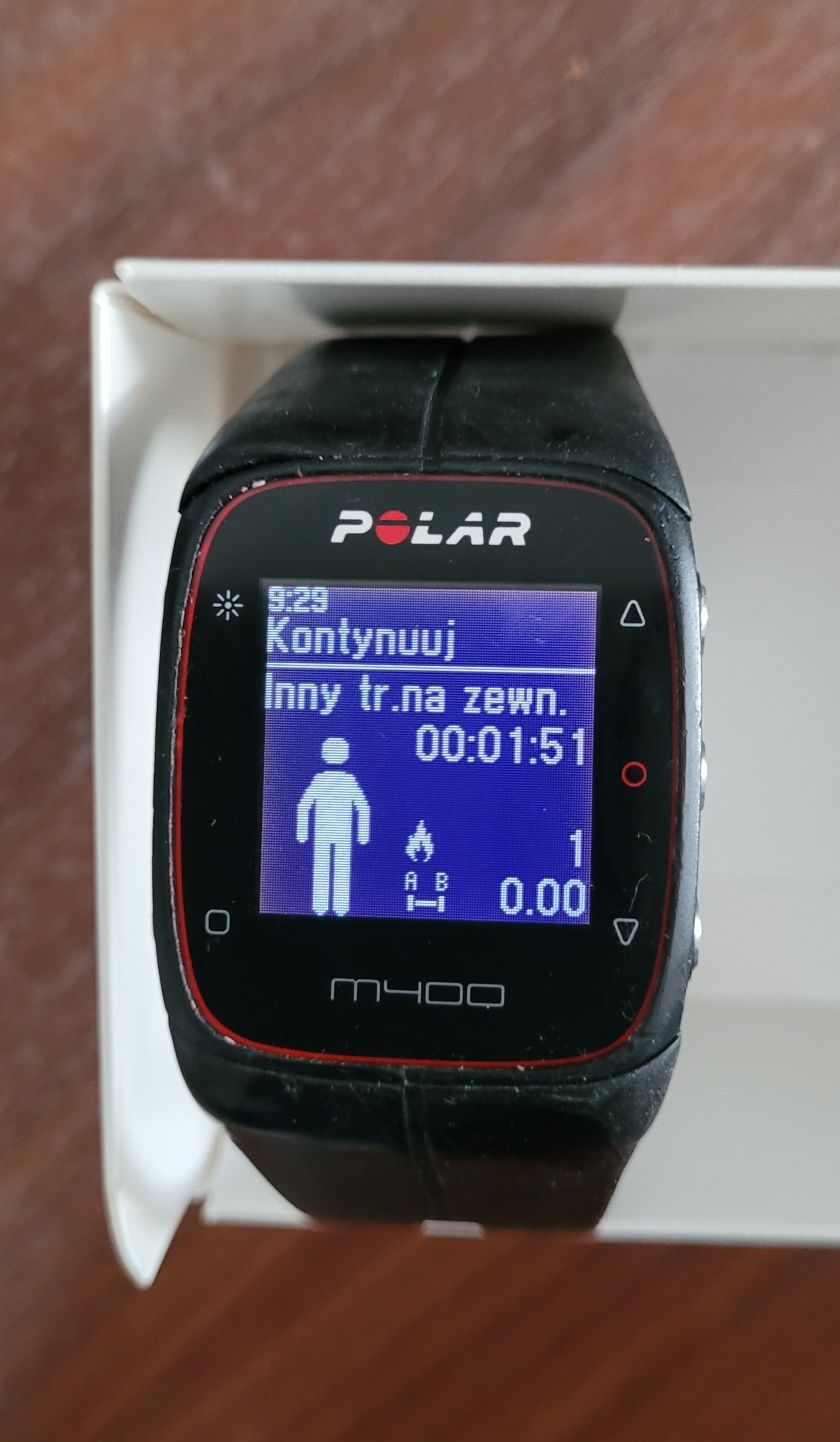 POLAR
9:29
Kontynuuj
Inny tr.na zewn.
00:01:51
1
A B
0.00
M400